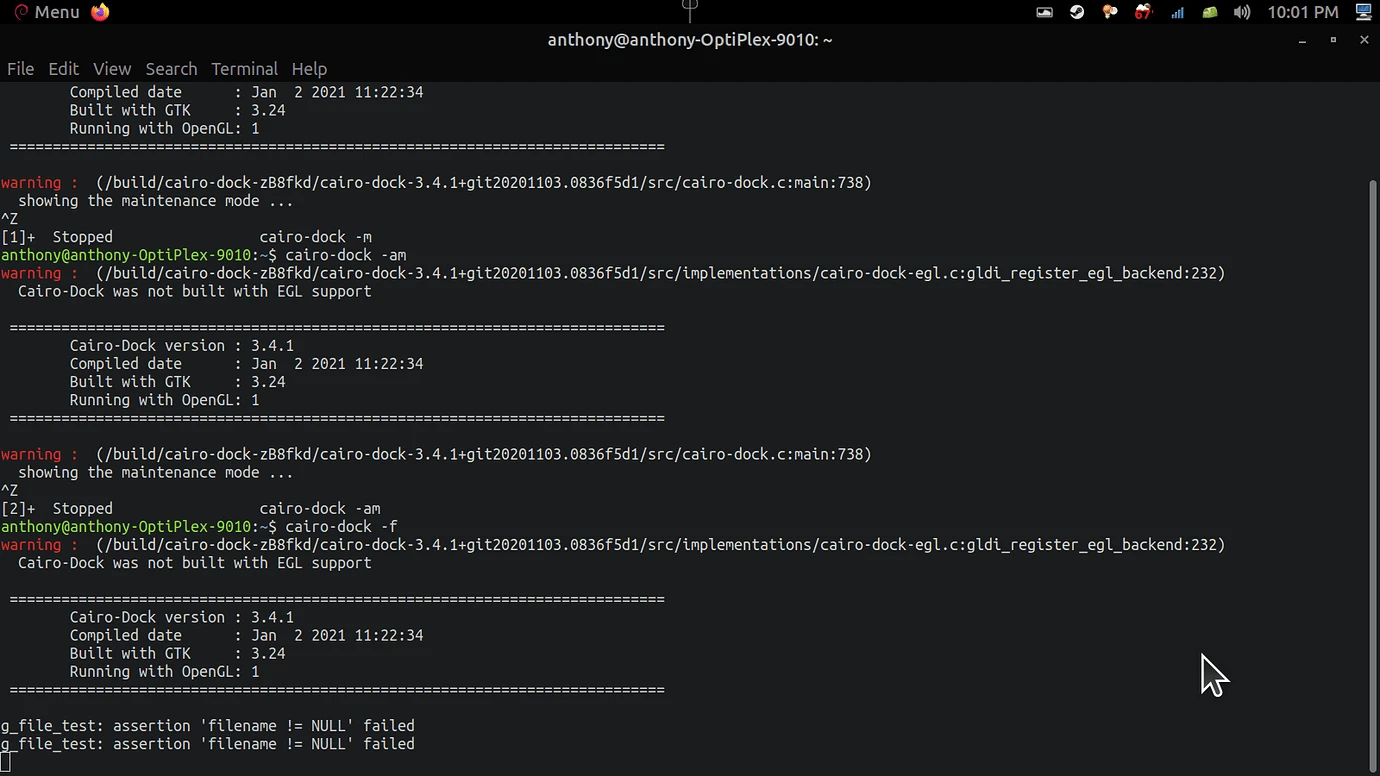 Menu 67 10:01 PM
anthony@anthony-OptiPlex-9010: ~
File Edit View Search Terminal Help
Compiled date : Jan 2 2021 11:22:34
Built with GTK : 3.24
Running with OpenGL: 1
============================================================================
warning : (/build/cairo-dock-zB8fkd/cairo-dock-3.4.1+git20201103.0836f5d1/src/cairo-dock.c:main:738)
showing the maintenance mode ...
^Z
[1]+ Stopped cairo-dock -m
anthony@anthony-OptiPlex-9010:~$ cairo-dock -am
warning : (/build/cairo-dock-zB8fkd/cairo-dock-3.4.1+git20201103.0836f5d1/src/implementations/cairo-dock-egl.c:gldi_register_egl_backend:232)
Cairo-Dock was not built with EGL support
============================================================================
Cairo-Dock version : 3.4.1
Compiled date : Jan 2 2021 11:22:34
Built with GTK : 3.24
Running with OpenGL: 1
============================================================================
warning : (/build/cairo-dock-zB8fkd/cairo-dock-3.4.1+git20201103.0836f5d1/src/cairo-dock.c:main:738)
showing the maintenance mode ...
^Z
[2]+ Stopped cairo-dock -am
anthony@anthony-OptiPlex-9010:~$ cairo-dock -f
warning : (/build/cairo-dock-zB8fkd/cairo-dock-3.4.1+git20201103.0836f5d1/src/implementations/cairo-dock-egl.c:gldi_register_egl_backend:232)
Cairo-Dock was not built with EGL support
============================================================================
Cairo-Dock version : 3.4.1
Compiled date : Jan 2 2021 11:22:34
Built with GTK : 3.24
Running with OpenGL: 1
============================================================================
g_file_test: assertion 'filename != NULL' failed
g_file_test: assertion 'filename != NULL' failed